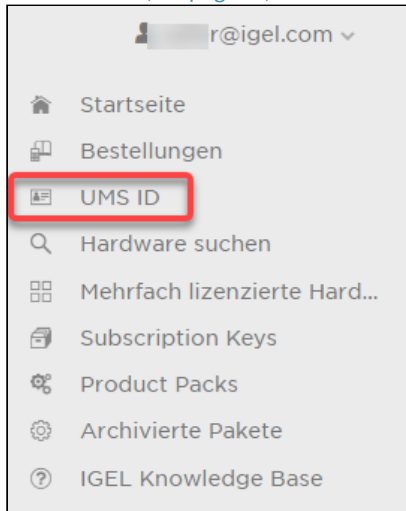 r@igel.com
Startseite
Bestellungen
UMS ID
Hardware suchen
Mehrfach lizenzierte Hard...
Subscription Keys
Product Packs
Archivierte Pakete
IGEL Knowledge Base